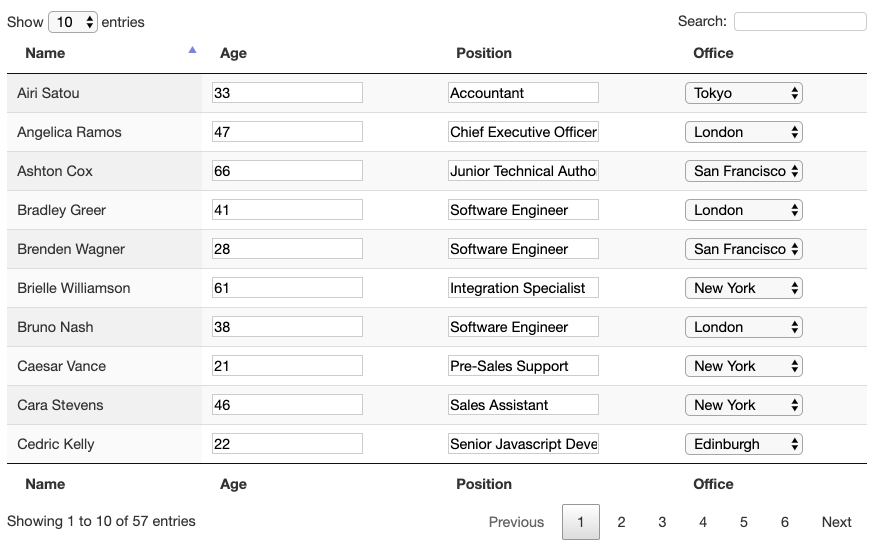 Show 10 entries Search:
Name Age Position Office
Airi Satou 33 Accountant Tokyo
Angelica Ramos 47 Chief Executive Officer London
Ashton Cox 66 Junior Technical Autho San Francisco
Bradley Greer 41 Software Engineer London
Brenden Wagner 28 Software Engineer San Francisco
Brielle Williamson 61 Integration Specialist New York
Bruno Nash 38 Software Engineer London
Caesar Vance 21 Pre-Sales Support New York
Cara Stevens 46 Sales Assistant New York
Cedric Kelly 22 Senior Javascript Deve Edinburgh
Name Age Position Office
Showing 1 to 10 of 57 entries Previous 1 2 3 4 5 6 Next